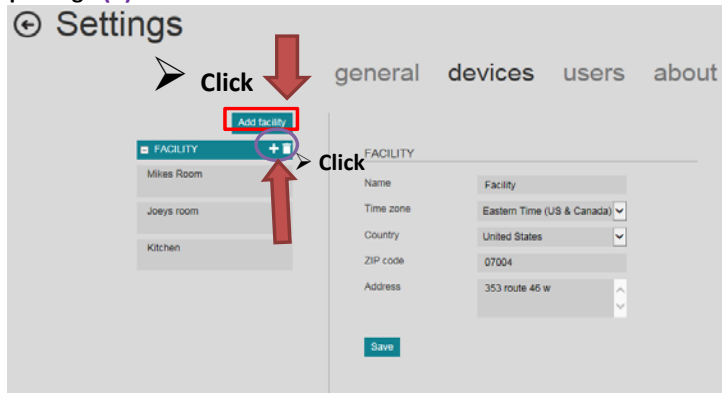 Settings
Click
general devices users about
Add facility
FACILITY
Mikes Room
Joeys room
Kitchen
Click
FACILITY
Name Facility
Time zone Eastern Time (US & Canada)
Country United States
ZIP code 07004
Address 353 route 46 w
Save